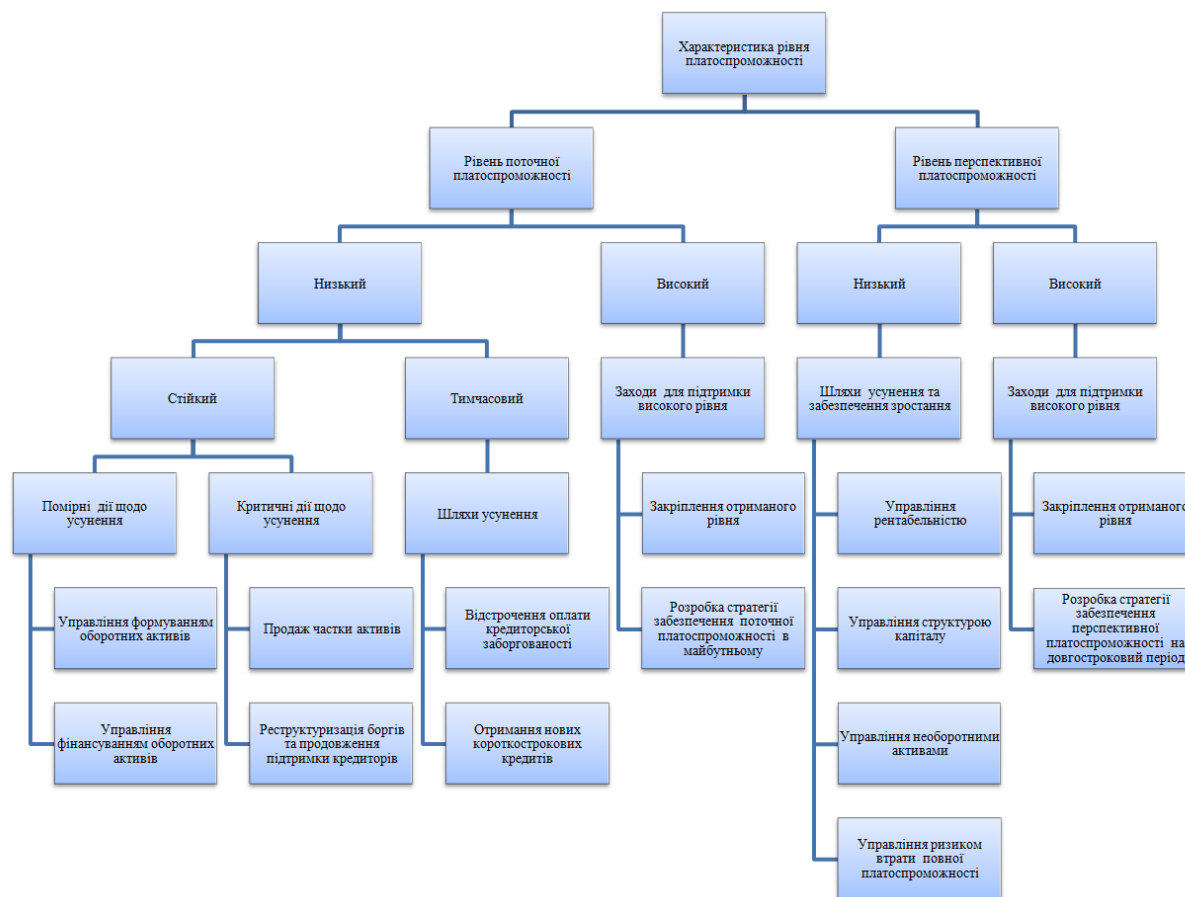 Характеристика рівня
платоспроможності
Рівень поточної
платоспроможності
Рівень перспективної
платоспроможності
Низький
Високий
Низький
Високий
Стійкий
Тимчасовий
Заходи для підтримки
високого рівня
Шляхи усунення та
забезпечення зростання
Заходи для підтримки
високого рівня
Помірні дії щодо
усунення
Критичні дії щодо
усунення
Шляхи усунення
Закріплення отриманого
рівня
Управління
рентабельністю
Закріплення отриманого
рівня
Управління формуванням
оборотних активів
Продаж частки активів
Відстрочення оплати
кредиторської
заборгованості
Розробка стратегії
забезпечення поточної
платоспроможності в
майбутньому
Управління структурою
капіталу
Розробка стратегії
забезпечення
перспективної
платоспроможності на
довгостроковий період
Управління
фінансуванням оборотних
активів
Реструктуризація боргів
та продовження
підтримки кредиторів
Отримання нових
короткострокових
кредитів
Управління необоротними
активами
Управління ризиком
втрати повної
платоспроможності